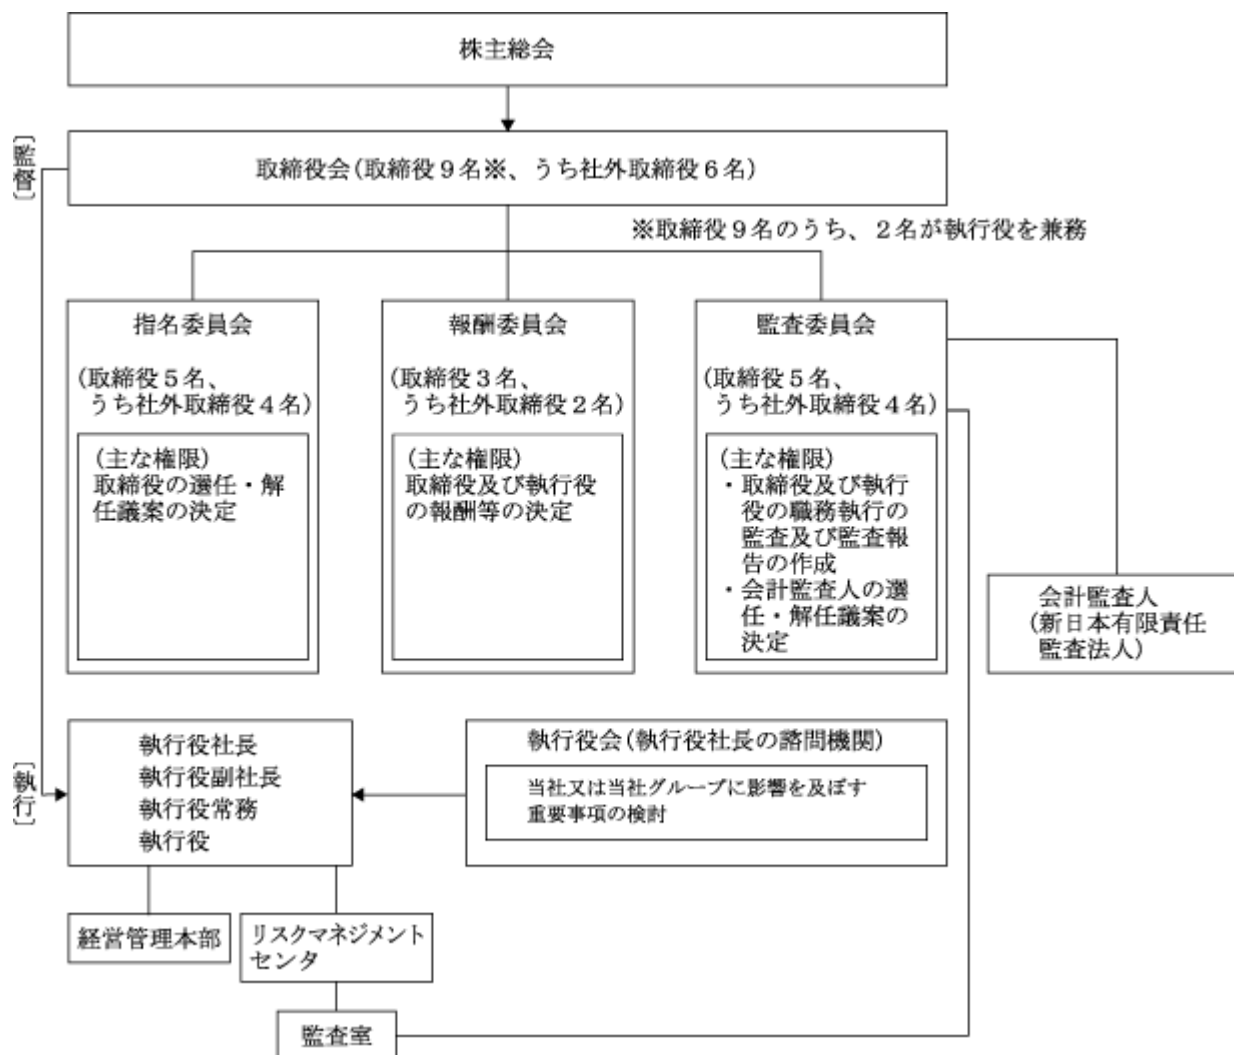 株主総会
〔監督〕
取締役会(取締役9名※、うち社外取締役6名)
※取締役9名のうち、2名が執行役を兼務
指名委員会
(取締役5名、
うち社外取締役4名)
(主な権限)
取締役の選任・解
任議案の決定
報酬委員会
(取締役3名、
うち社外取締役2名)
(主な権限)
取締役及び執行役
の報酬等の決定
監査委員会
(取締役5名、
うち社外取締役4名)
(主な権限)
・取締役及び執行
役の職務執行の
監査及び監査報
告の作成
・会計監査人の選
任・解任議案の
決定
会計監査人
(新日本有限責任
監査法人)
〔執行〕
執行役社長
執行役副社長
執行役常務
執行役
執行役会(執行役社長の諮問機関)
当社又は当社グループに影響を及ぼす
重要事項の検討
経営管理本部
リスクマネジメント
センタ
監査室